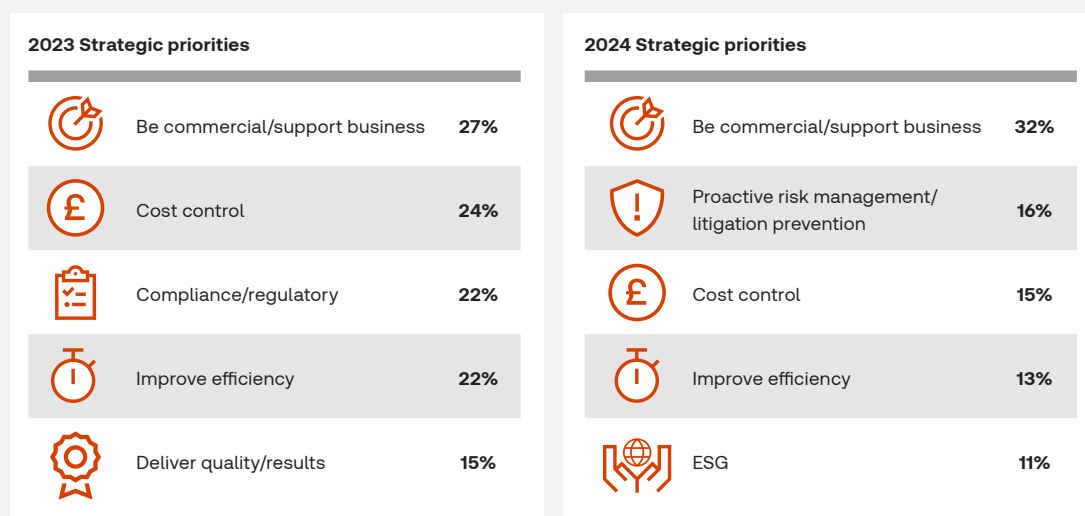 2023 Strategic priorities
Be commercial/support business 27%
£
Cost control 24%
Compliance/regulatory 22%
Improve efficiency 22%
Deliver quality/results 15%
2024 Strategic priorities
Be commercial/support business 32%
!
Proactive risk management/
litigation prevention 16%
£
Cost control 15%
Improve efficiency 13%
ESG 11%